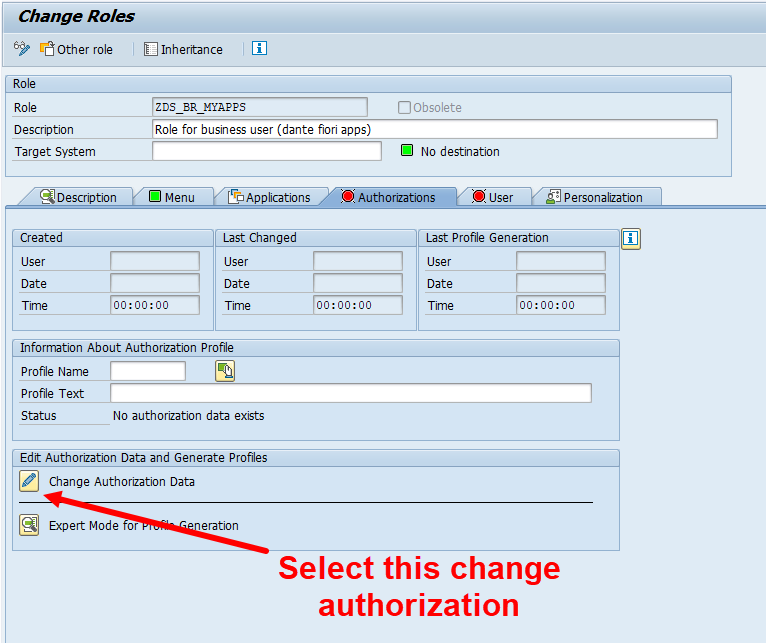 Change Roles
Other role Inheritance
Role
Role ZDS_BR_MYAPPS Obsolete
Description Role for business user (dante fiori apps)
Target System No destination
Description Menu Applications Authorizations User Personalization
Created Last Changed Last Profile Generation
User User User
Date Date Date
Time 00:00:00 Time 00:00:00 Time 00:00:00
Information About Authorization Profile
Profile Name
Profile Text
Status No authorization data exists
Edit Authorization Data and Generate Profiles
Change Authorization Data
Expert Mode for Profile Generation
Select this change
authorization